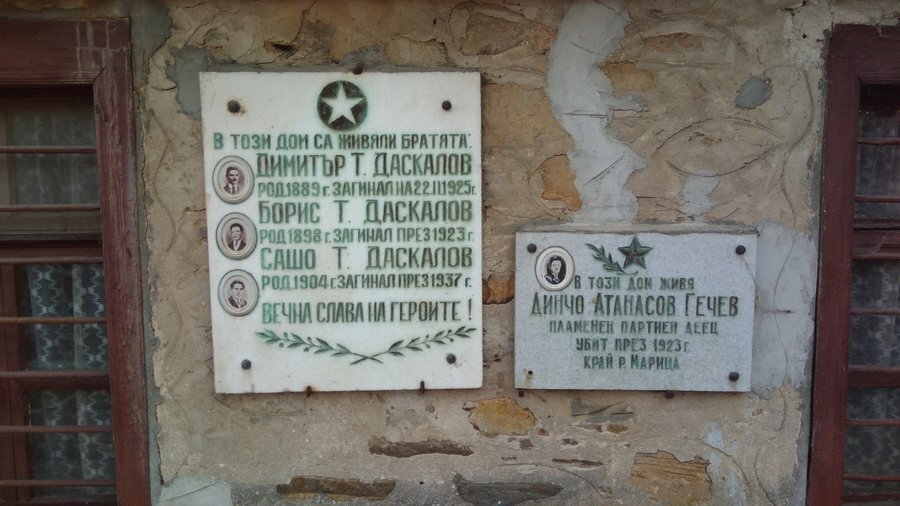 В ТОЗИ ДОМ СА ЖИВЯЛИ БРАТЯТА:
ДИМИТЪР Т. ДАСКАЛОВ
РОД 1889 г. ЗАГИНАЛ НА 22.II.1925г.
БОРИС Т. ДАСКАЛОВ
РОД 1898 г. ЗАГИНАЛ ПРЕЗ 1923 г.
САШО Т. ДАСКАЛОВ
РОД. 1904 г. ЗАГИНАЛ ПРЕЗ 1937 г.
ВЕЧНА СЛАВА НА ГЕРОИТЕ !
В ТОЗИ ДОМ ЖИВЯ
ДИНЧО АТАНАСОВ ГЕЧЕВ
ПЛАМЕНЕН ПАРТИЕН ДЕЕЦ
УБИТ ПРЕЗ 1923 г.
КРАЙ Р. МАРИЦА